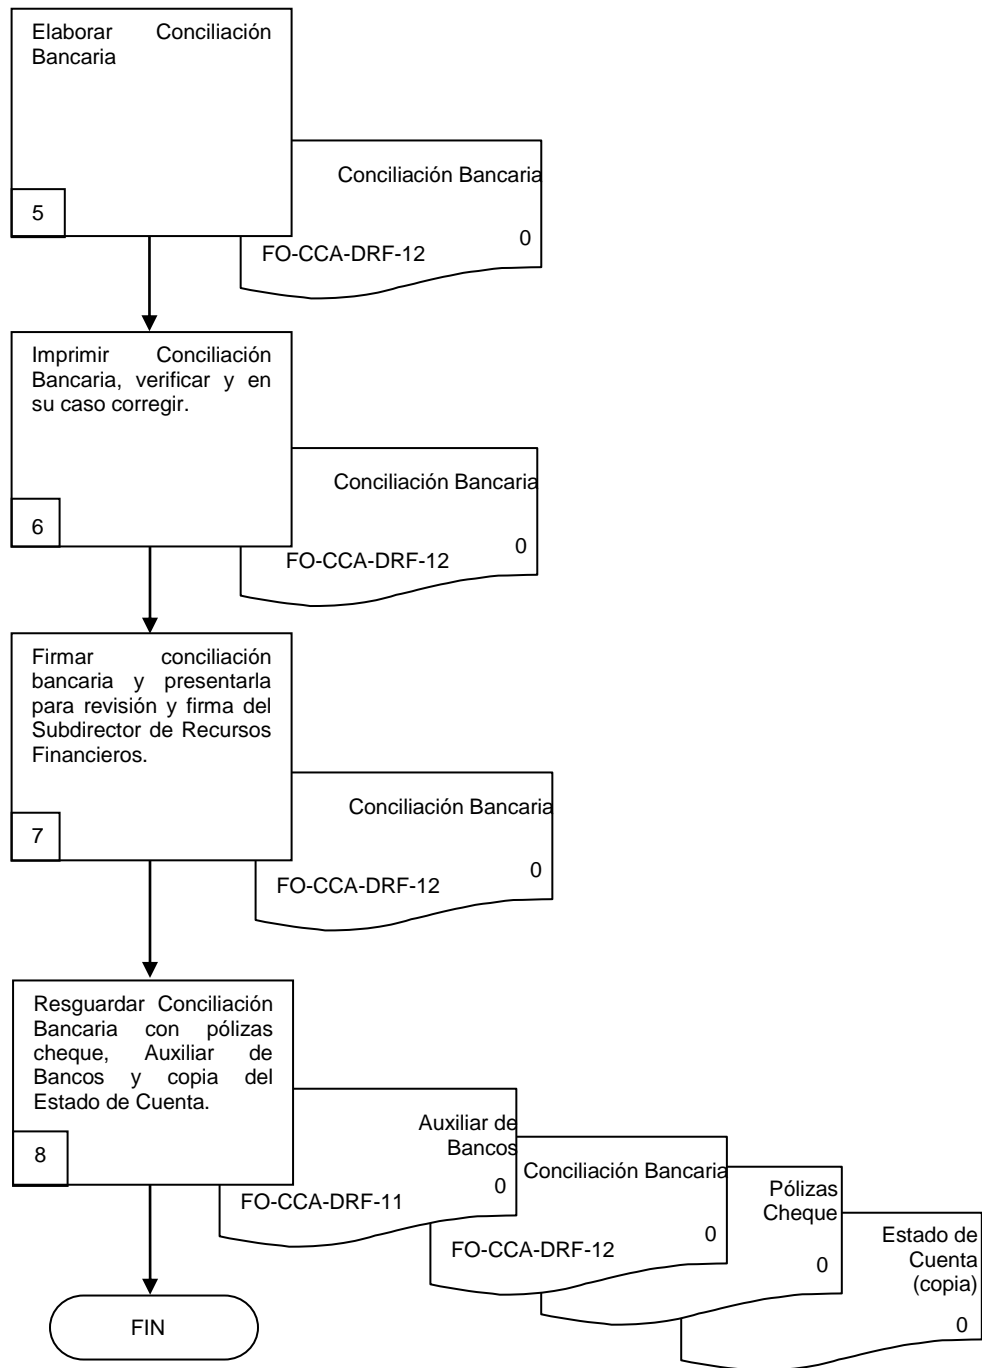 Elaborar Conciliación
Bancaria
5
Conciliación Bancaria
0
FO-CCA-DRF-12
Imprimir Conciliación
Bancaria, verificar y en
su caso corregir.
6
Conciliación Bancaria
0
FO-CCA-DRF-12
Firmar conciliación
bancaria y presentarla
para revisión y firma del
Subdirector de Recursos
Financieros.
7
Conciliación Bancaria
0
FO-CCA-DRF-12
Resguardar Conciliación
Bancaria con pólizas
cheque, Auxiliar de
Bancos y copia del
Estado de Cuenta.
8
Auxiliar de
Bancos
0
FO-CCA-DRF-11
Conciliación Bancaria
0
FO-CCA-DRF-12
Pólizas
Cheque
0
Estado de
Cuenta
(copia)
0
FIN